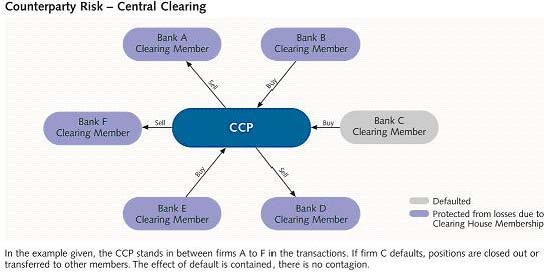 Counterparty Risk – Central Clearing
Bank A
Clearing Member
Bank B
Clearing Member
Sell
Buy
Bank F
Clearing Member
Sell
CCP
Buy
Bank C
Clearing Member
Buy
Sell
Bank E
Clearing Member
Bank D
Clearing Member
Defaulted
Protected from losses due to
Clearing House Membership
In the example given, the CCP stands in between firms A to F in the transactions. If firm C defaults, positions are closed out or
transferred to other members. The effect of default is contained, there is no contagion.